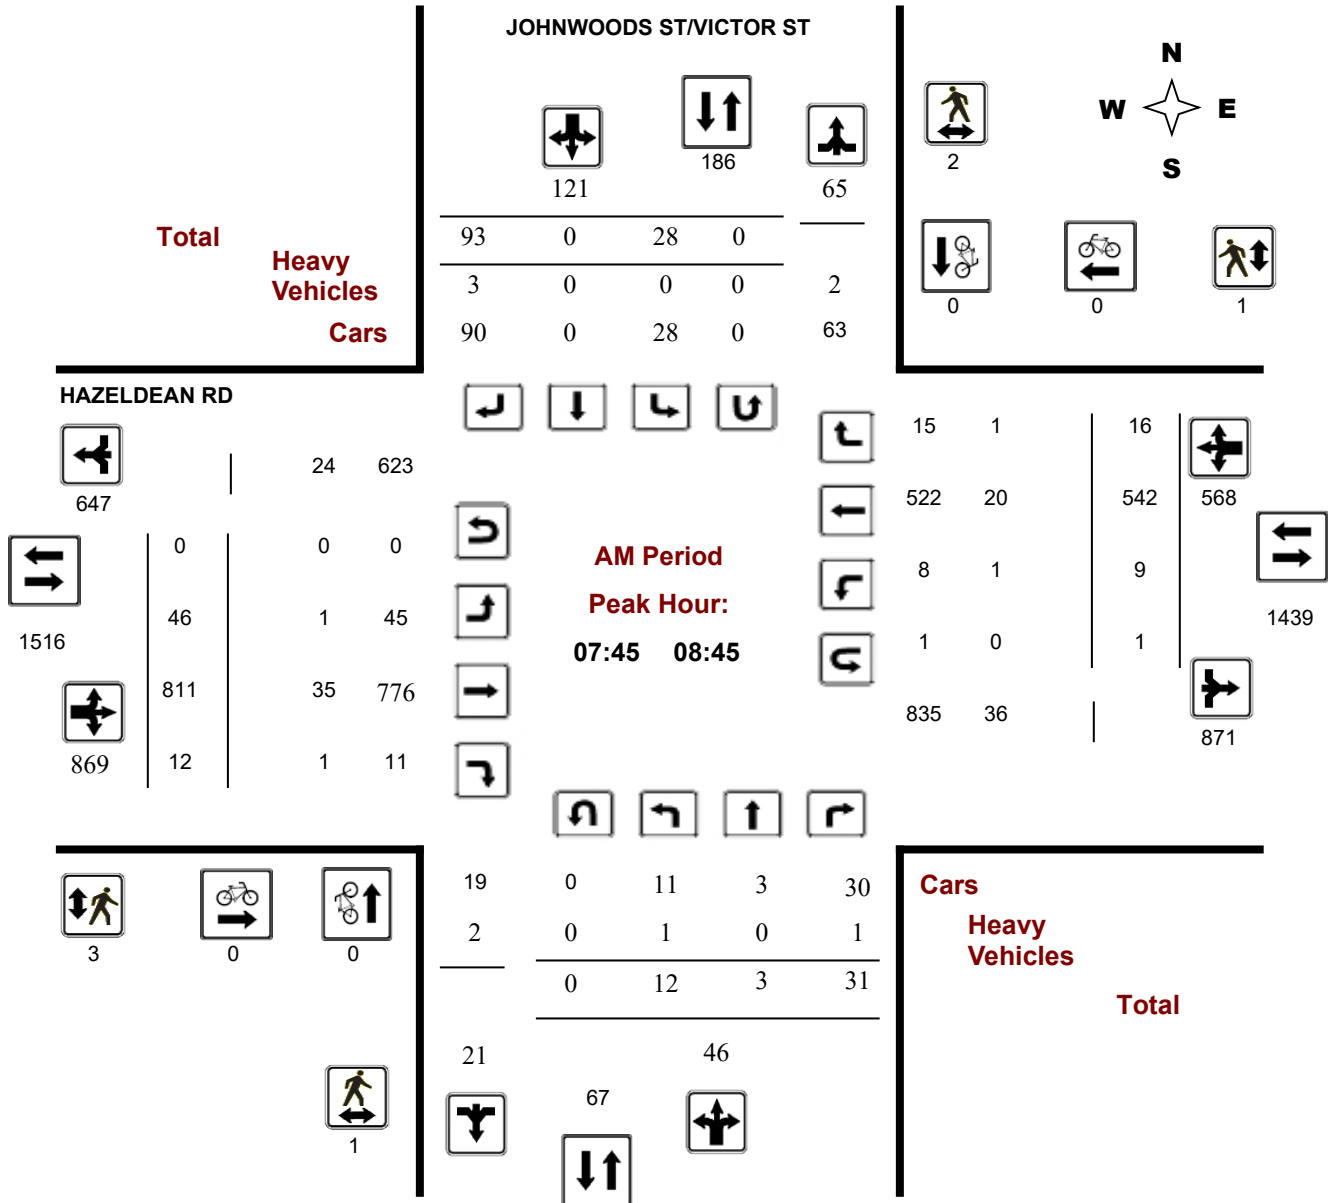 JOHNWOODS ST/VICTOR ST
N
W E
S
186
2
121
65
Total
93 0 28 0
Heavy
Vehicles
3 0 0 0 2
0 0 1
Cars
90 0 28 0 63
HAZELDEAN RD
15 1 16
24 623
647
522 20 542 568
0 0 0
AM Period
8 1 9
46 1 45
Peak Hour:
1439
1516
07:45 08:45
1 0 1
811 35 776
835 36
871
869 12 1 11
19 0 11 3 30
Cars
2 0 1 0 1
Heavy
Vehicles
3 0 0
0 12 3 31
Total
21 46
67
1